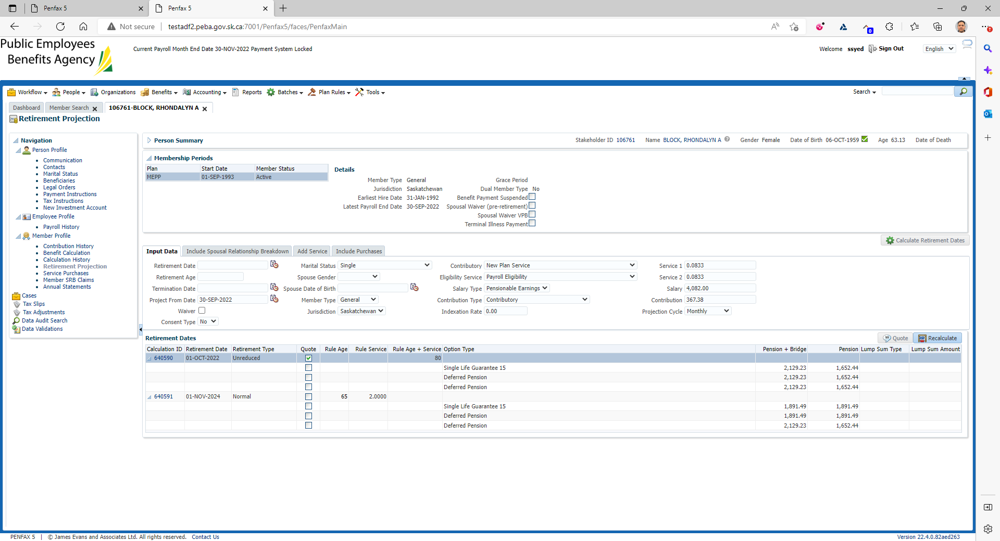 Penfax 5
Penfax 5
Not secure testadf2.peba.gov.sk.ca:7001/Penfax5/faces/PenfaxMain
Public Employees
Benefits Agency
Current Payroll Month End Date 30-NOV-2022 Payment System Locked
Welcome ssyed Sign Out English
Workflow People Organizations Benefits Accounting Reports Batches Plan Rules Tools Search
Dashboard Member Search 106761-BLOCK, RHONDALYN A
Retirement Projection
Navigation
Person Profile
Communication
Contacts
Marital Status
Beneficiaries
Legal Orders
Payment Instructions
Tax Instructions
New Investment Account
Employee Profile
Payroll History
Member Profile
Contribution History
Benefit Calculation
Calculation History
Retirement Projection
Service Purchases
Member SRB Claims
Annual Statements
Cases
Tax Slips
Tax Adjustments
Data Audit Search
Data Validations
Person Summary Stakeholder ID 106761 Name BLOCK, RHONDALYN A Gender Female Date of Birth 06-OCT-1959 Age 63.13 Date of Death
Membership Periods
Plan Start Date Member Status
MEPP 01-SEP-1993 Active
Details
Member Type General Grace Period
Jurisdiction Saskatchewan Dual Member Type No
Earliest Hire Date 31-JAN-1992 Benefit Payment Suspended
Latest Payroll End Date 30-SEP-2022 Spousal Waiver (pre-retirement)
Spousal Waiver VPB
Terminal Illness Payment
Calculate Retirement Dates
Input Data Include Spousal Relationship Breakdown Add Service Include Purchases
Retirement Date Marital Status Single Contributory New Plan Service Service 1 0.0833
Retirement Age Spouse Gender Eligibility Service Payroll Eligibility Service 2 0.0833
Termination Date Spouse Date of Birth Salary Type Pensionable Earnings Salary 4,082.00
Project From Date 30-SEP-2022 Member Type General Contribution Type Contributory Contribution 367.38
Waiver Jurisdiction Saskatchewan Indexation Rate 0.00 Projection Cycle Monthly
Consent Type No
Retirement Dates Quote Recalculate
Calculation ID Retirement Date Retirement Type Quote Rule Age Rule Service Rule Age + Service Option Type Pension + Bridge Pension Lump Sum Type Lump Sum Amount
640590 01-OCT-2022 Unreduced 80
Single Life Guarantee 15 2,129.23 1,652.44
Deferred Pension 2,129.23 1,652.44
Deferred Pension 2,129.23 1,652.44
640591 01-NOV-2024 Normal 65 2.0000
Single Life Guarantee 15 1,891.49 1,891.49
Deferred Pension 1,891.49 1,891.49
Deferred Pension 2,129.23 1,652.44
PENFAX 5 | © James Evans and Associates Ltd. All rights reserved. Contact Us Version 22.4.0.82aed263